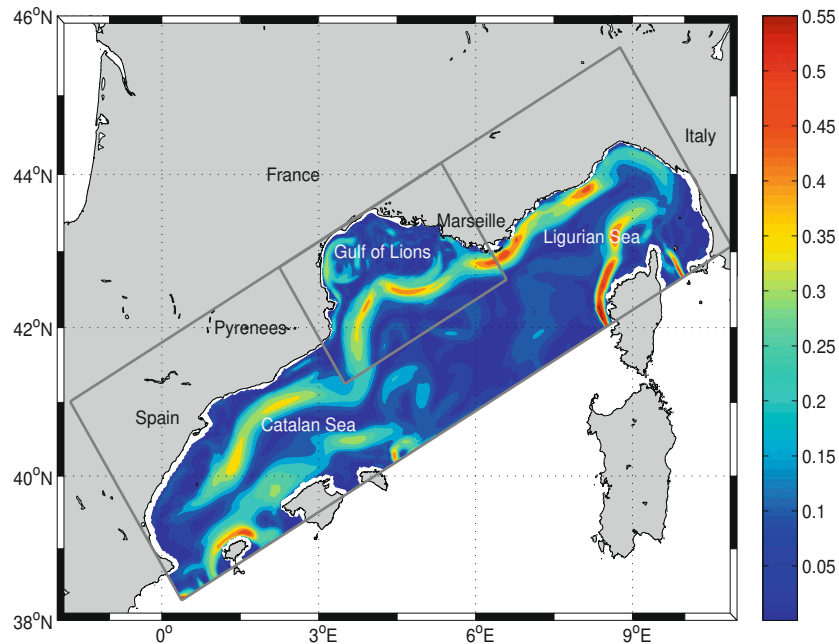 46°N
44°N
42°N
40°N
38°N
0°
3°E
6°E
9°E
France
Italy
Marseille
Gulf of Lions
Ligurian Sea
Pyrenees
Spain
Catalan Sea
0.55
0.5
0.45
0.4
0.35
0.3
0.25
0.2
0.15
0.1
0.05